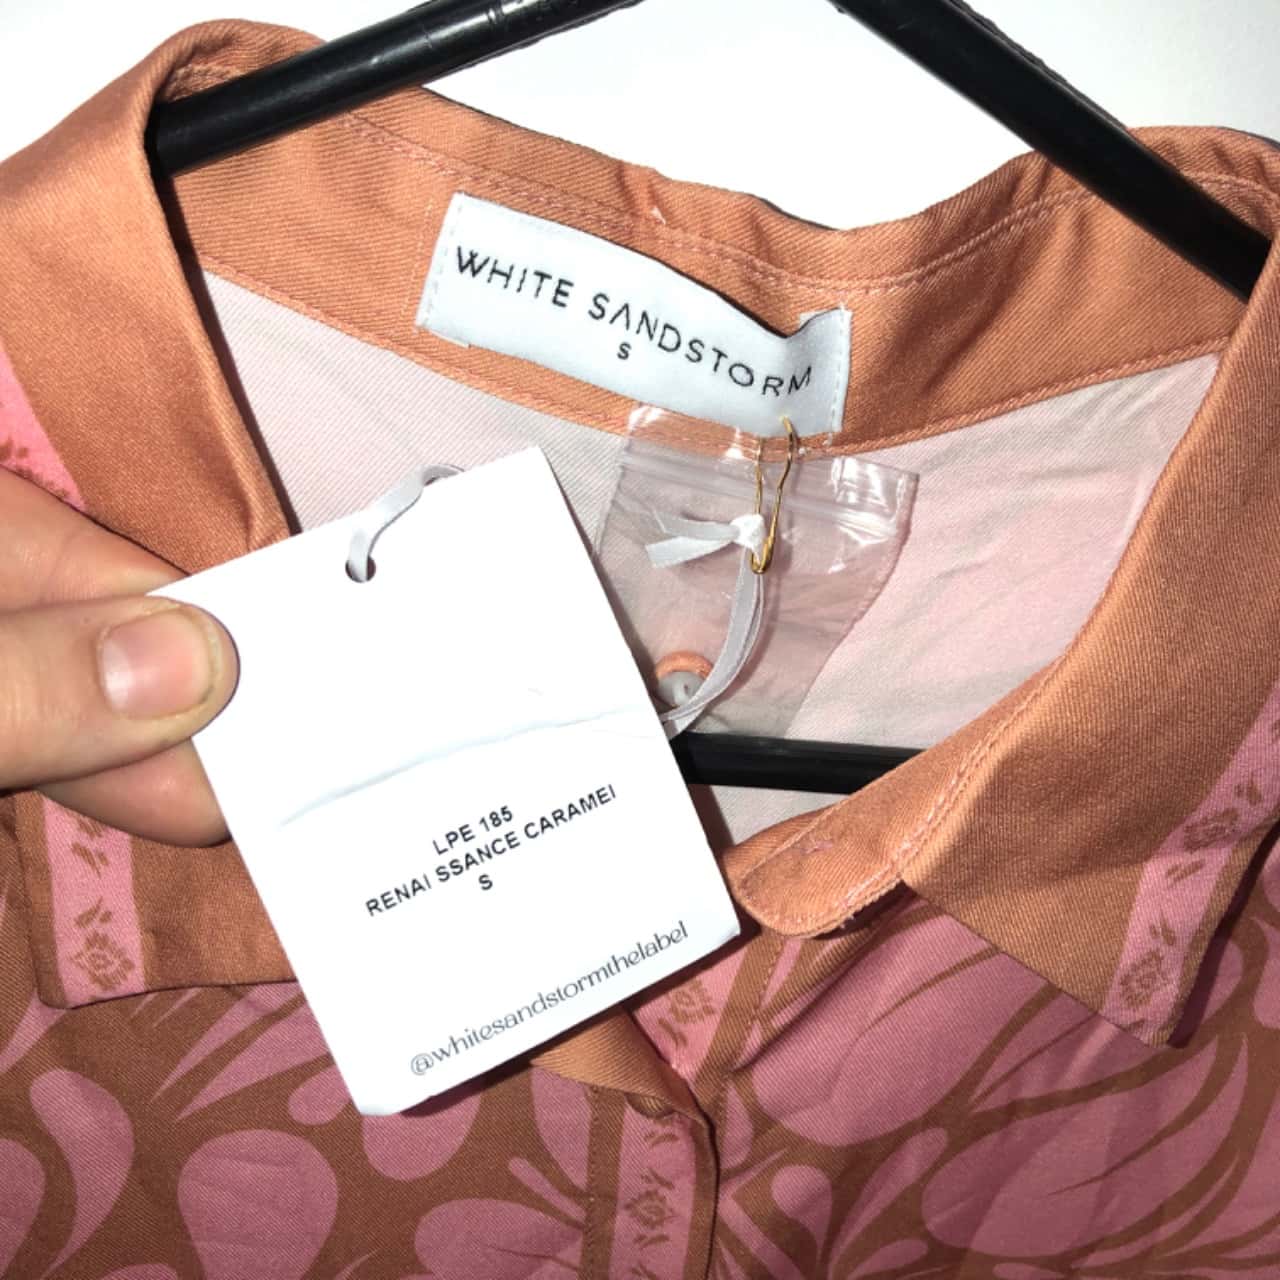 WHITE SANDSTORM
S
LPE 185
RENAI SSANCE CARAMEI
S
@whitesandstormthelabel